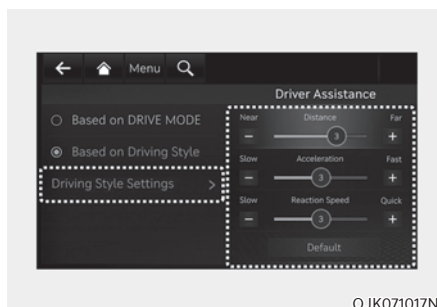 Menu
Driver Assistance
Based on DRIVE MODE
Based on Driving Style
Driving Style Settings >
Near Distance Far
− 3 +
Slow Acceleration Fast
− 3 +
Slow Reaction Speed Quick
− 3 +
Default
OJK071017N